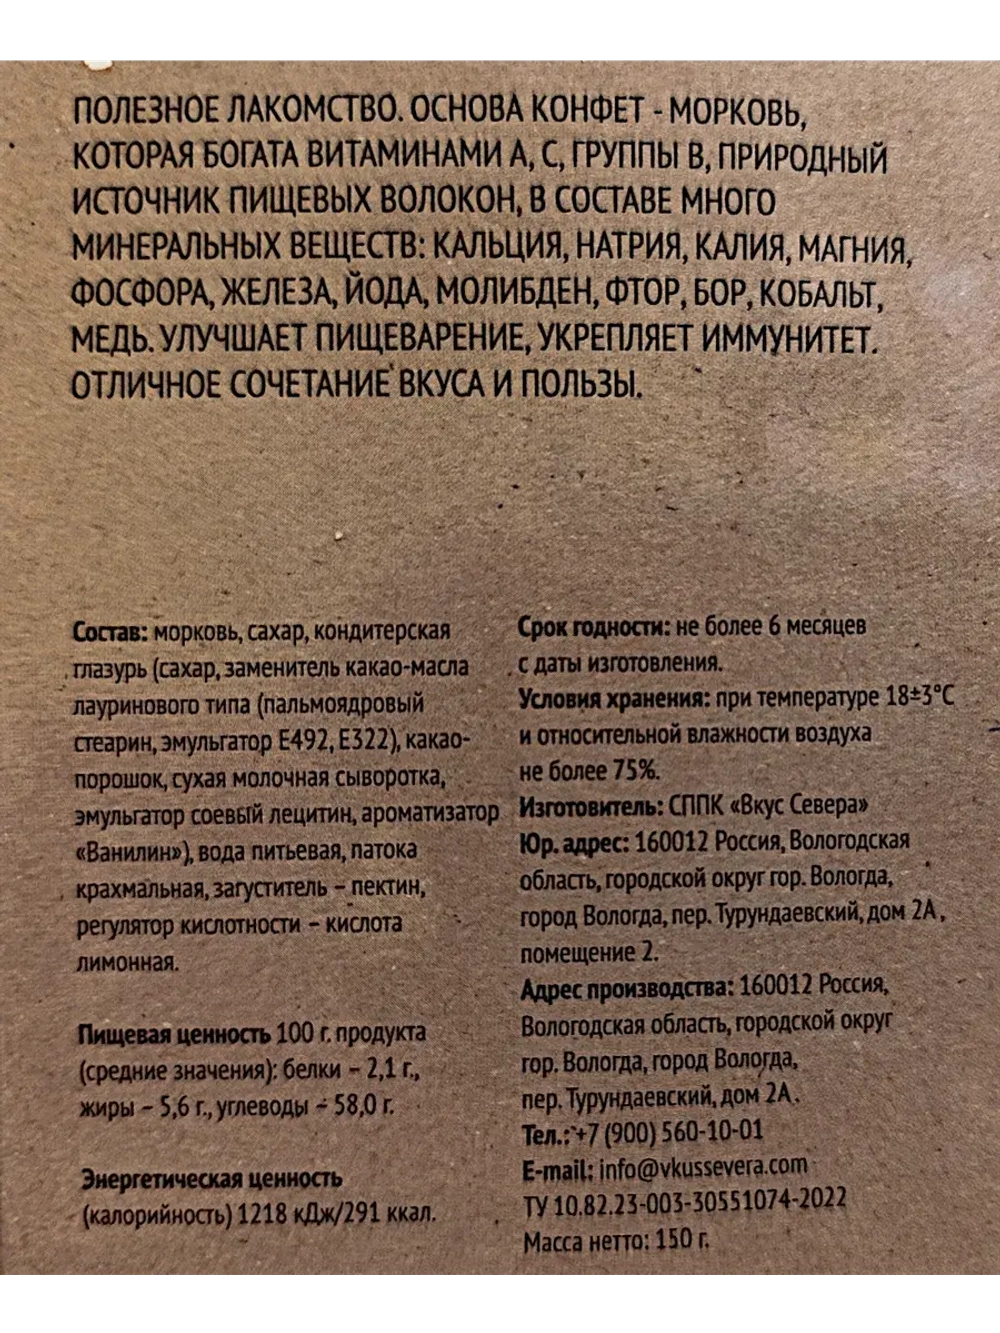 ПОЛЕЗНОЕ ЛАКОМСТВО. ОСНОВА КОНФЕТ - МОРКОВЬ,
КОТОРАЯ БОГАТА ВИТАМИНАМИ А, С, ГРУППЫ В, ПРИРОДНЫЙ
ИСТОЧНИК ПИЩЕВЫХ ВОЛОКОН, В СОСТАВЕ МНОГО
МИНЕРАЛЬНЫХ ВЕЩЕСТВ: КАЛЬЦИЯ, НАТРИЯ, КАЛИЯ, МАГНИЯ,
ФОСФОРА, ЖЕЛЕЗА, ЙОДА, МОЛИБДЕН, ФТОР, БОР, КОБАЛЬТ,
МЕДЬ. УЛУЧШАЕТ ПИЩЕВАРЕНИЕ, УКРЕПЛЯЕТ ИММУНИТЕТ.
ОТЛИЧНОЕ СОЧЕТАНИЕ ВКУСА И ПОЛЬЗЫ.
Состав: морковь, сахар, кондитерская
глазурь (сахар, заменитель какао-масла
лауринового типа (пальмоядровый
стеарин, эмульгатор Е492, Е322), какао-
порошок, сухая молочная сыворотка,
эмульгатор соевый лецитин, ароматизатор
«Ванилин»), вода питьевая, патока
крахмальная, загуститель – пектин,
регулятор кислотности – кислота
лимонная.
Пищевая ценность 100 г. продукта
(средние значения): белки – 2,1 г.,
жиры – 5,6 г., углеводы – 58,0 г.
Энергетическая ценность
(калорийность) 1218 кДж/291 ккал.
Срок годности: не более 6 месяцев
с даты изготовления.
Условия хранения: при температуре 18±3°С
и относительной влажности воздуха
не более 75%.
Изготовитель: СППК «Вкус Севера»
Юр. адрес: 160012 Россия, Вологодская
область, городской округ гор. Вологда,
город Вологда, пер. Турундаевский, дом 2А,
помещение 2.
Адрес производства: 160012 Россия,
Вологодская область, городской округ
гор. Вологда, город Вологда,
пер. Турундаевский, дом 2А.
Тел.: +7 (900) 560-10-01
E-mail: info@vkussevera.com
ТУ 10.82.23-003-30551074-2022
Масса нетто: 150 г.